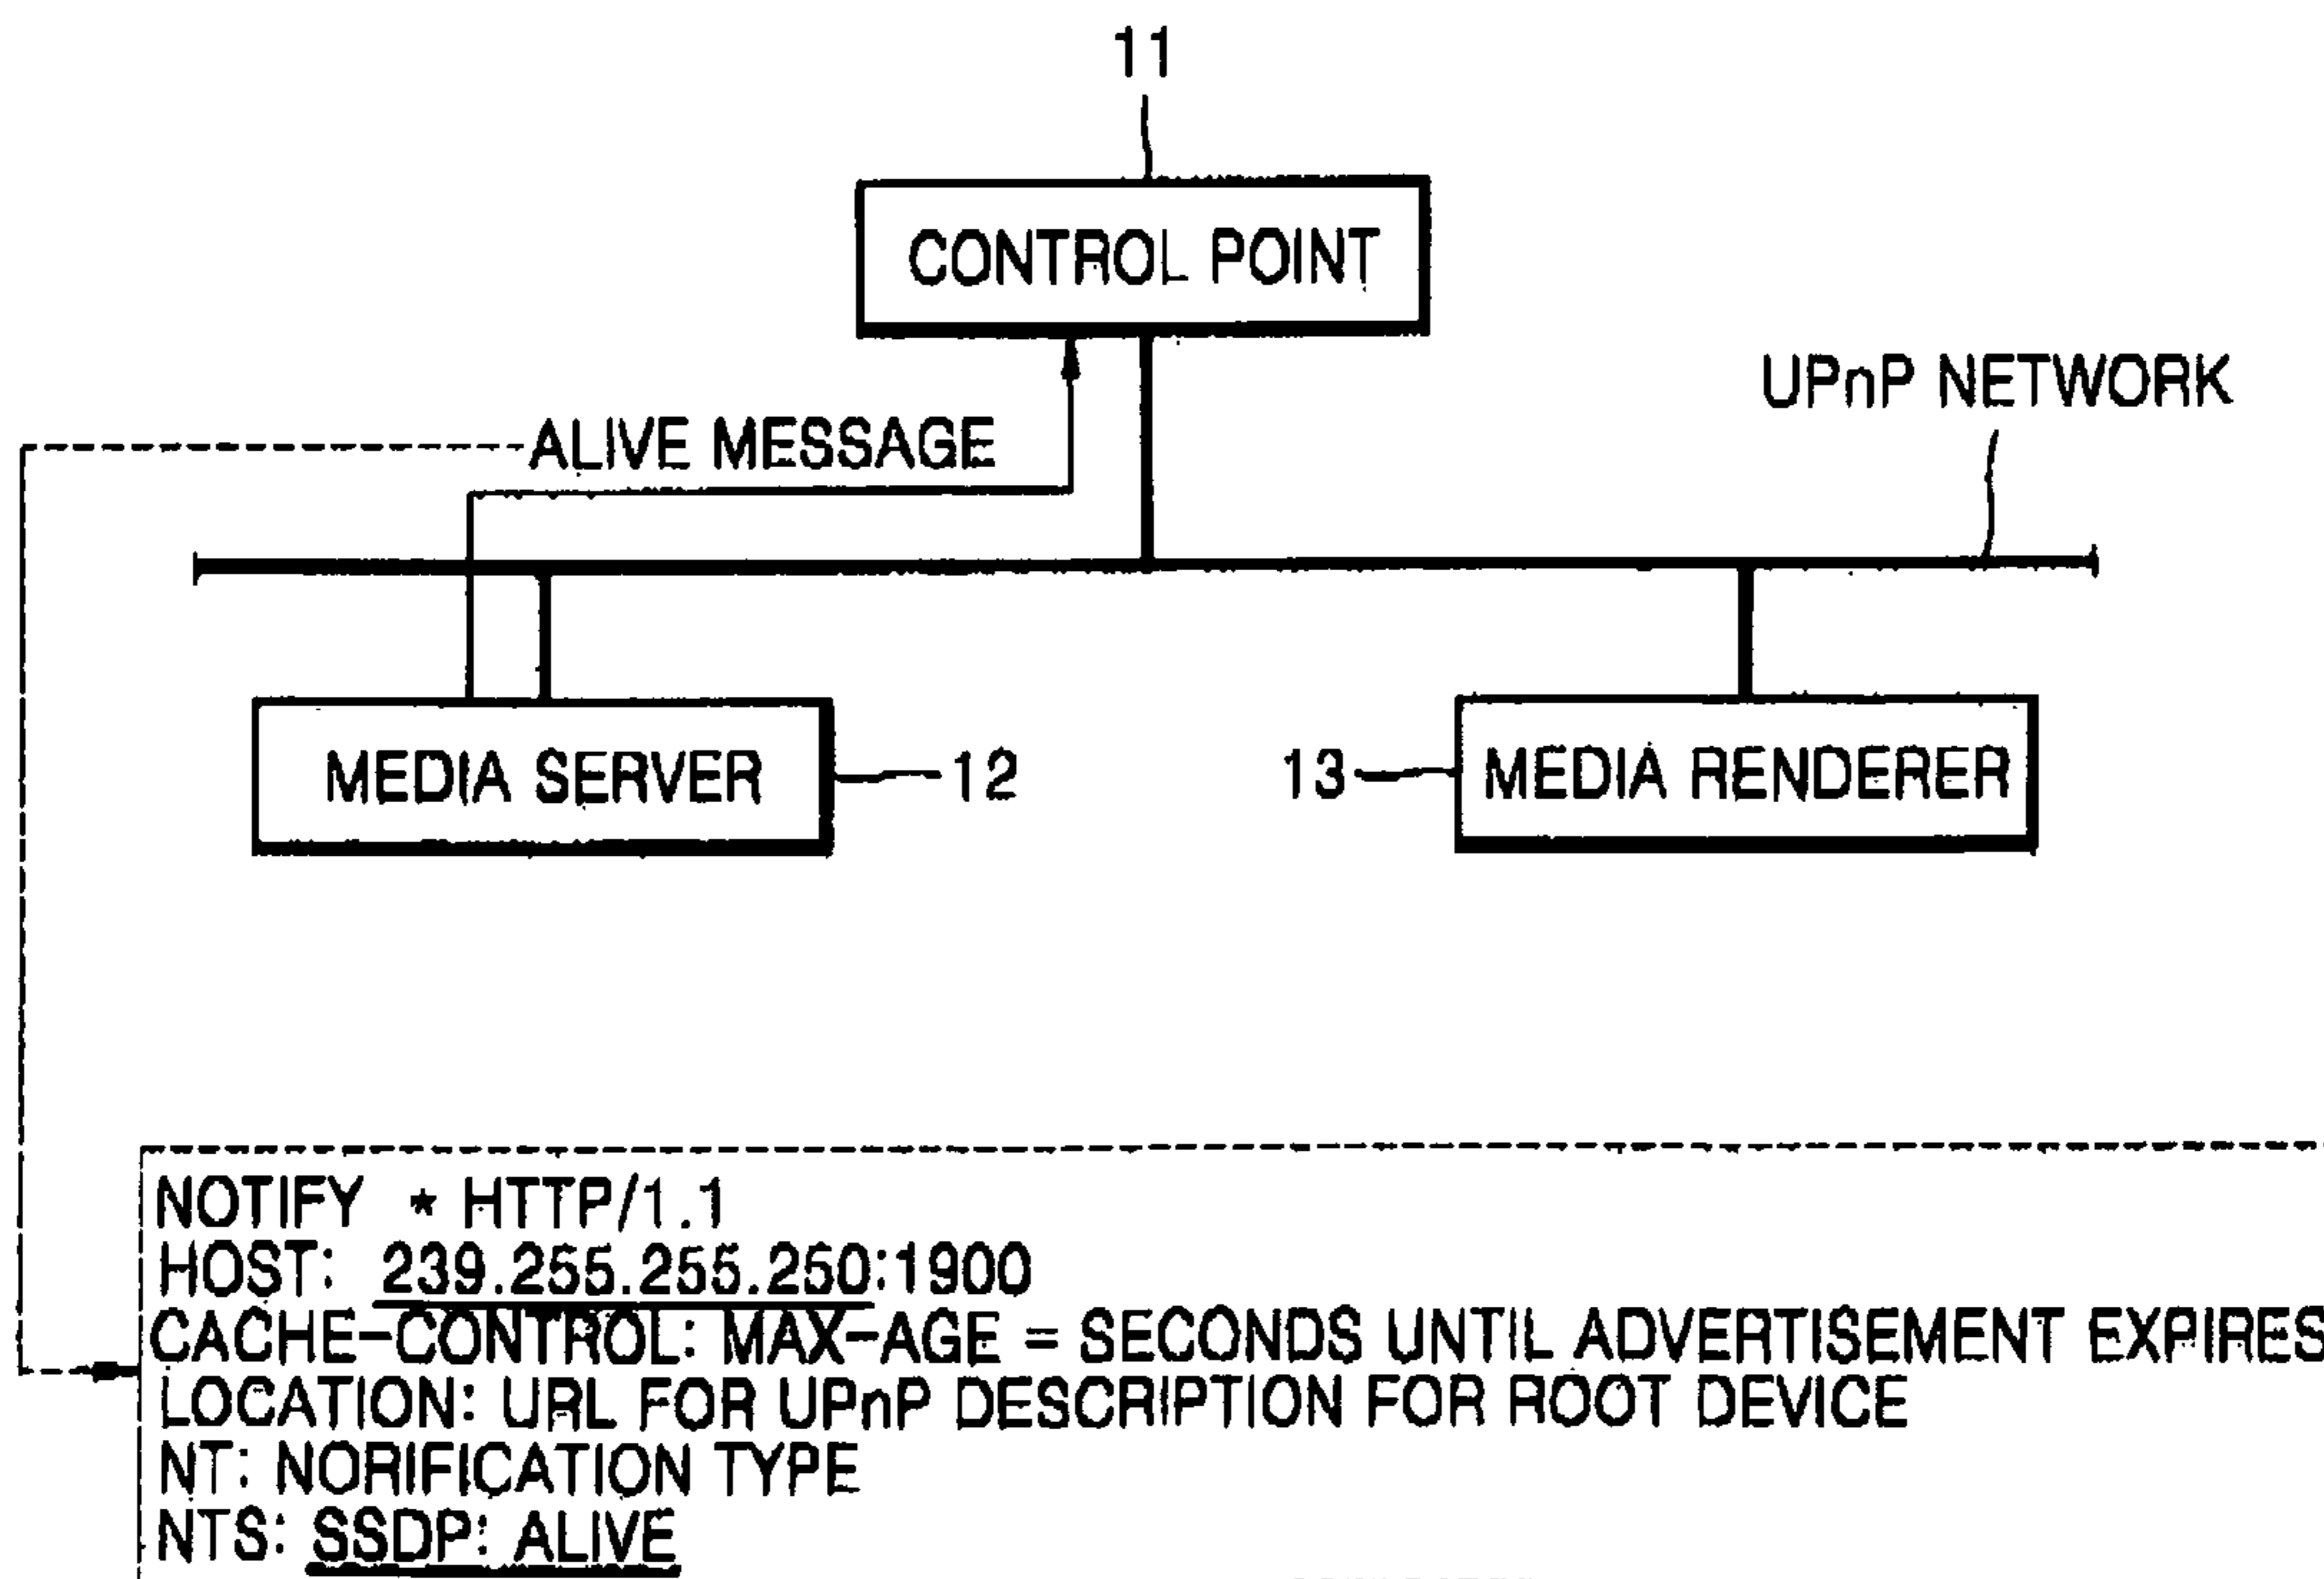 11
CONTROL POINT
UPnP NETWORK
ALIVE MESSAGE
MEDIA SERVER
12
13
MEDIA RENDERER
NOTIFY * HTTP/1.1
HOST: 239.255.255.250:1900
CACHE-CONTROL: MAX-AGE = SECONDS UNTIL ADVERTISEMENT EXPIRES
LOCATION: URL FOR UPnP DESCRIPTION FOR ROOT DEVICE
NT: NORIFICATION TYPE
NTS: SSDP: ALIVE